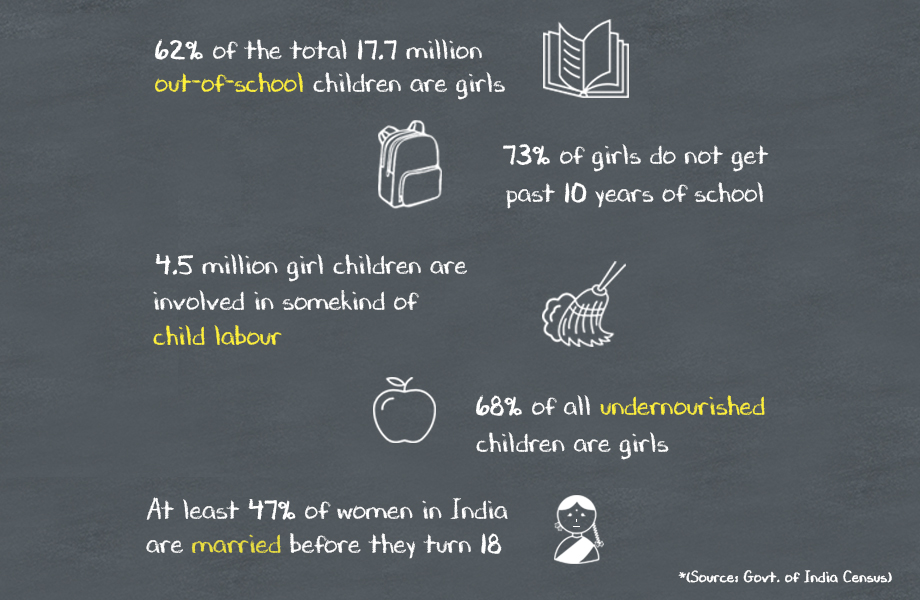 62% of the total 17.7 million
out-of-school children are girls
73% of girls do not get
past 10 years of school
4.5 million girl children are
involved in somekind of
child labour
68% of all undernourished
children are girls
At least 47% of women in India
are married before they turn 18
*(Source: Govt. of India Census)